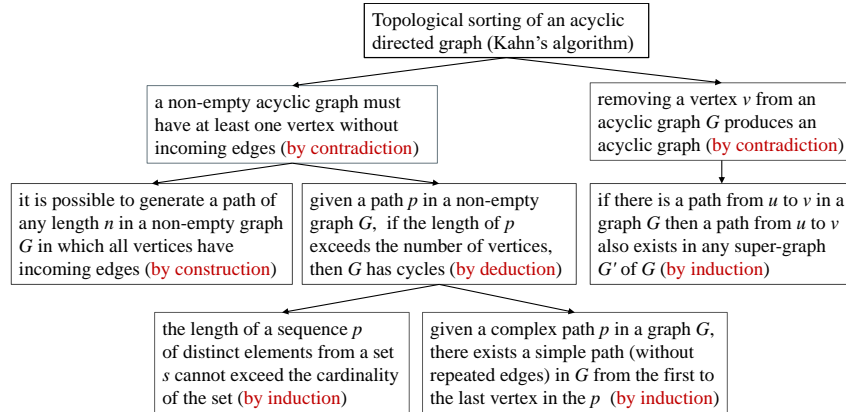 Topological sorting of an acyclic
directed graph (Kahn's algorithm)
a non-empty acyclic graph must
have at least one vertex without
incoming edges (by contradiction)
removing a vertex v from an
acyclic graph G produces an
acyclic graph (by contradiction)
it is possible to generate a path of
any length n in a non-empty graph
G in which all vertices have
incoming edges (by construction)
given a path p in a non-empty
graph G, if the length of p
exceeds the number of vertices,
then G has cycles (by deduction)
if there is a path from u to v in a
graph G then a path from u to v
also exists in any super-graph
G' of G (by induction)
the length of a sequence p
of distinct elements from a set
s cannot exceed the cardinality
of the set (by induction)
given a complex path p in a graph G,
there exists a simple path (without
repeated edges) in G from the first to
the last vertex in the p (by induction)